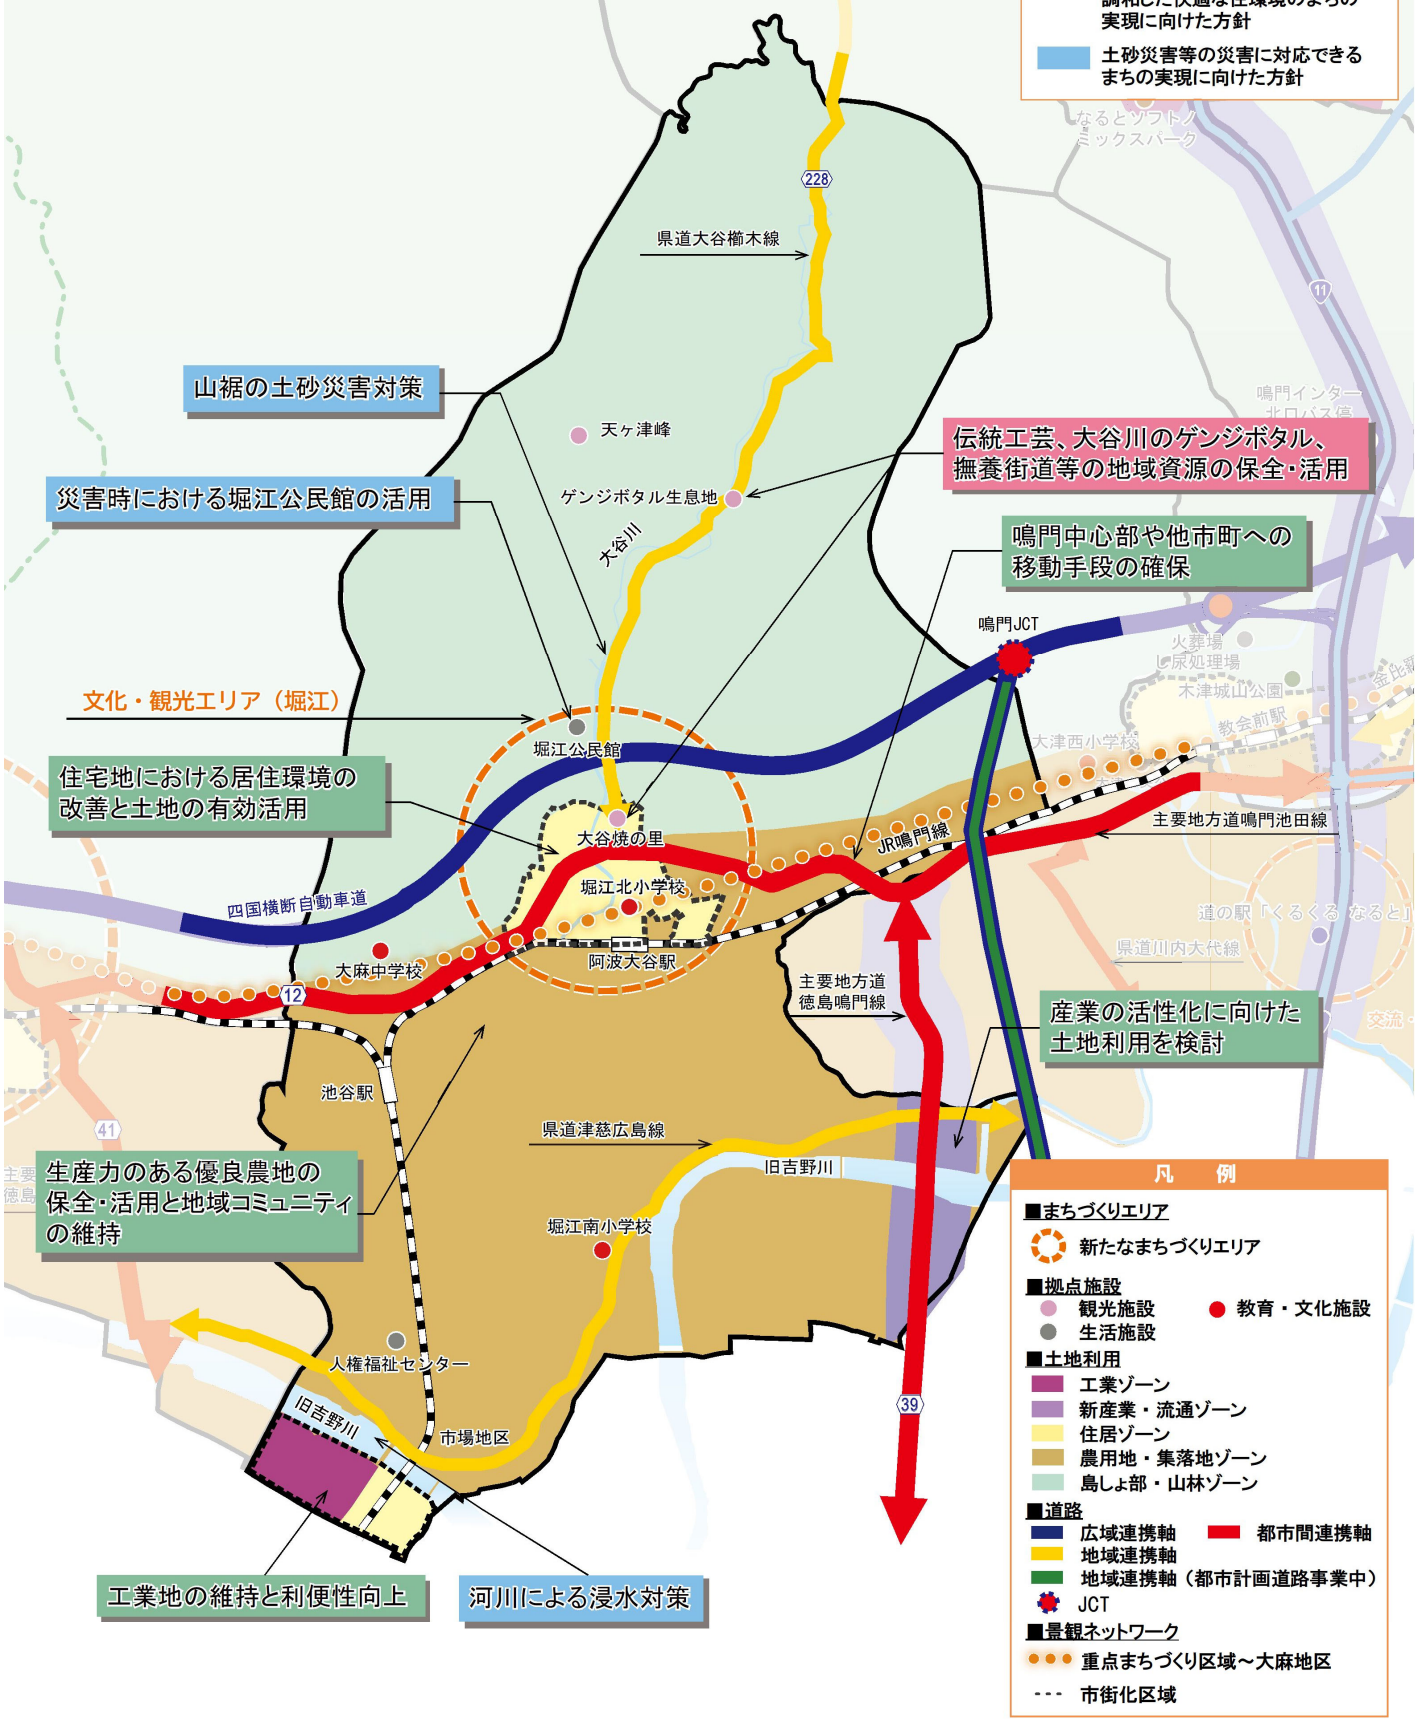 実現に向けた方針
土砂災害等の災害に対応できる
まちの実現に向けた方針
なるとソフトノ
ミックスパーク
228
県道大谷櫛木線
11
山裾の土砂災害対策
鳴門インター
北口バス停
天ヶ津峰
伝統工芸、大谷川のゲンジボタル、
撫養街道等の地域資源の保全・活用
災害時における堀江公民館の活用
ゲンジボタル生息地
大谷川
鳴門中心部や他市町への
移動手段の確保
鳴門JCT
火葬場
し尿処理場
木津城山公園
金比羅
教会前駅
文化・観光エリア（堀江）
堀江公民館
大津西小学校
住宅地における居住環境の
改善と土地の有効活用
大谷焼の里
JR鳴門線
主要地方道鳴門池田線
堀江北小学校
四国横断自動車道
道の駅「くるくる なると」
県道川内大代線
大麻中学校
阿波大谷駅
12
主要地方道
徳島鳴門線
産業の活性化に向けた
土地利用を検討
交流・
池谷駅
41
県道津慈広島線
旧吉野川
主要
徳島
生産力のある優良農地の
保全・活用と地域コミュニティ
の維持
堀江南小学校
人権福祉センター
旧吉野川
市場地区
39
工業地の維持と利便性向上
河川による浸水対策
凡 例
■まちづくりエリア
新たなまちづくりエリア
■拠点施設
観光施設 教育・文化施設
生活施設
■土地利用
工業ゾーン
新産業・流通ゾーン
住居ゾーン
農用地・集落地ゾーン
島しょ部・山林ゾーン
■道路
広域連携軸 都市間連携軸
地域連携軸
地域連携軸（都市計画道路事業中）
JCT
■景観ネットワーク
重点まちづくり区域～大麻地区
市街化区域